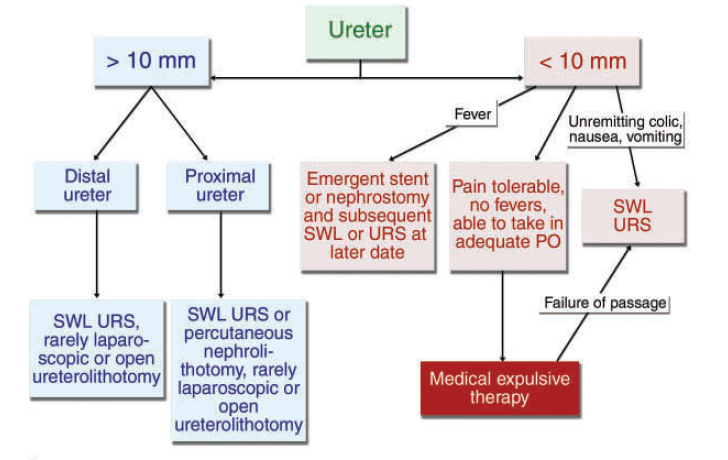 Ureter
> 10 mm
< 10 mm
Fever
Unremitting colic,
nausea, vomiting
Distal
ureter
Proximal
ureter
Emergent stent
or nephrostomy
and subsequent
SWL or URS at
later date
Pain tolerable,
no fevers,
able to take in
adequate PO
SWL
URS
SWL URS,
rarely laparo-
scopic or open
ureterolithotomy
SWL URS or
percutaneous
nephroli-
thotomy, rarely
laparoscopic or
open
ureterolithotomy
Failure of passage
Medical expulsive
therapy